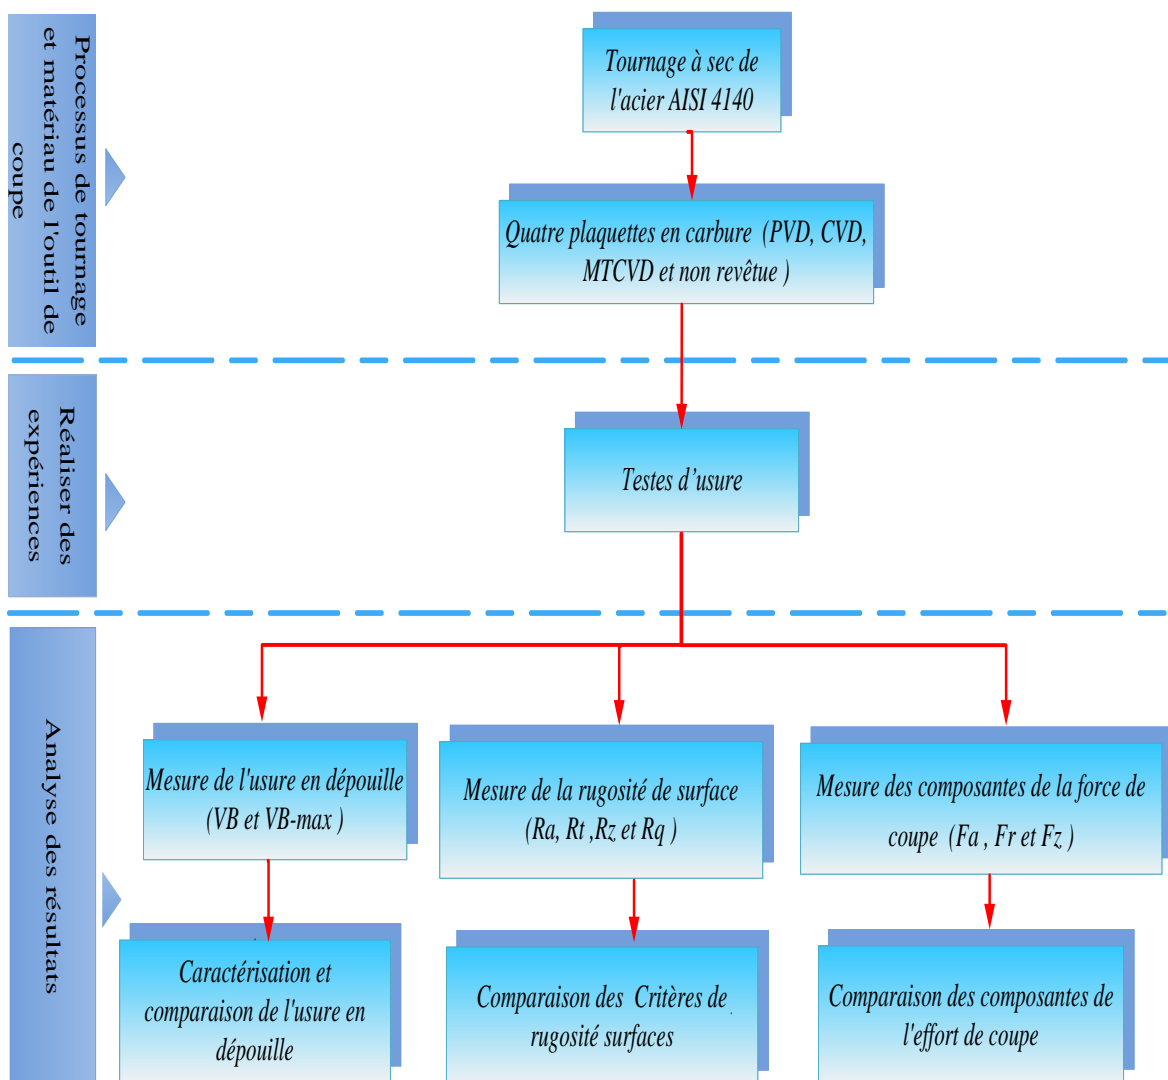 Processus de tournage
et matériau de l'outil de
coupe
Tournage à sec de
l'acier AISI 4140
Quatre plaquettes en carbure (PVD, CVD,
MTCVD et non revêtue )
Réaliser des
expériences
Testes d’usure
Analyse des résultats
Mesure de l'usure en dépouille
(VB et VB-max )
Mesure de la rugosité de surface
(Ra, Rt ,Rz et Rq )
Mesure des composantes de la force de
coupe (Fa , Fr et Fz )
Caractérisation et
comparaison de l'usure en
dépouille
Comparaison des Critères de
rugosité surfaces
Comparaison des composantes de
l'effort de coupe